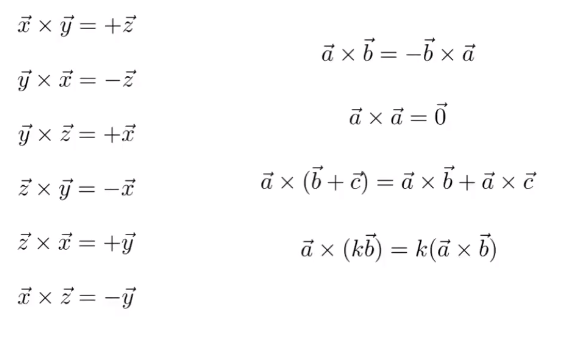 x⃗ × y⃗ = +z⃗
y⃗ × x⃗ = −z⃗
y⃗ × z⃗ = +x⃗
z⃗ × y⃗ = −x⃗
z⃗ × x⃗ = +y⃗
x⃗ × z⃗ = −y⃗
a⃗ × b⃗ = −b⃗ × a⃗
a⃗ × a⃗ = 0⃗
a⃗ × (b⃗ + c⃗) = a⃗ × b⃗ + a⃗ × c⃗
a⃗ × (kb⃗) = k(a⃗ × b⃗)